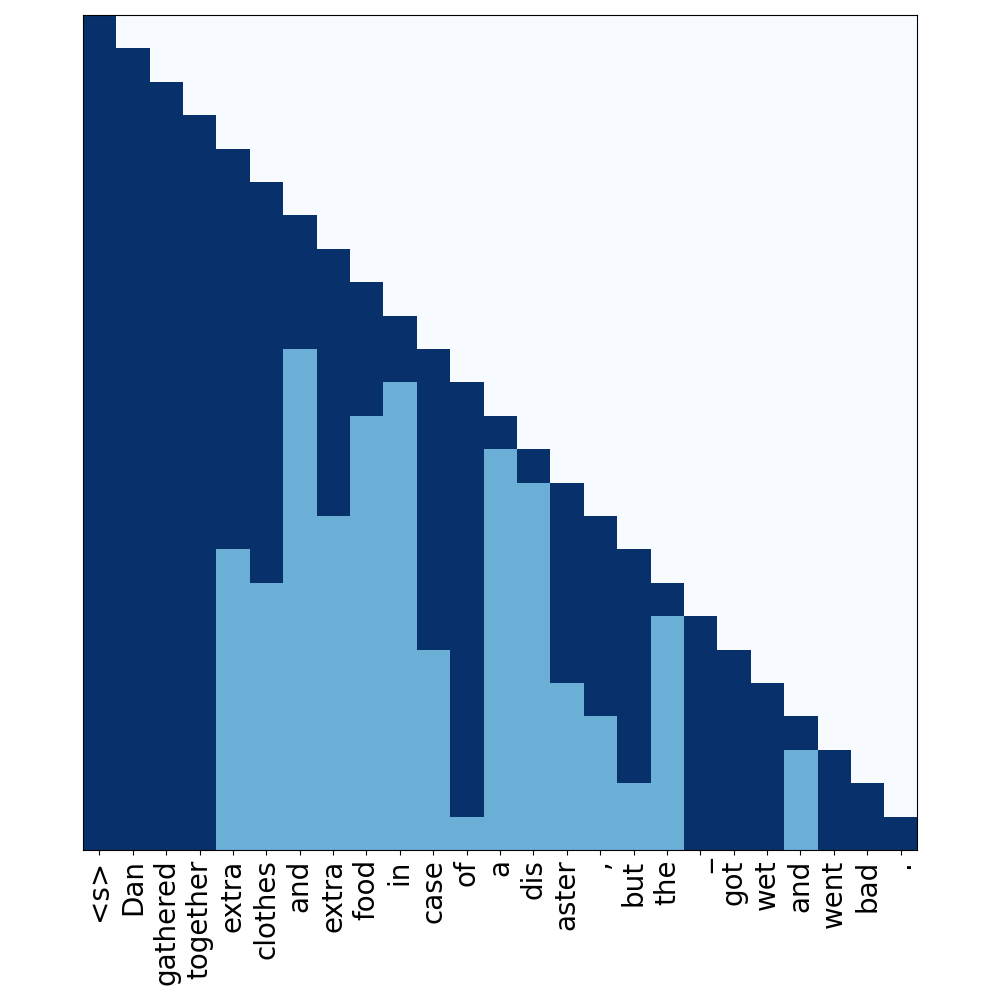 <s> Dan gathered together extra clothes and extra food in case of a dis aster , but the _ got wet and went bad .